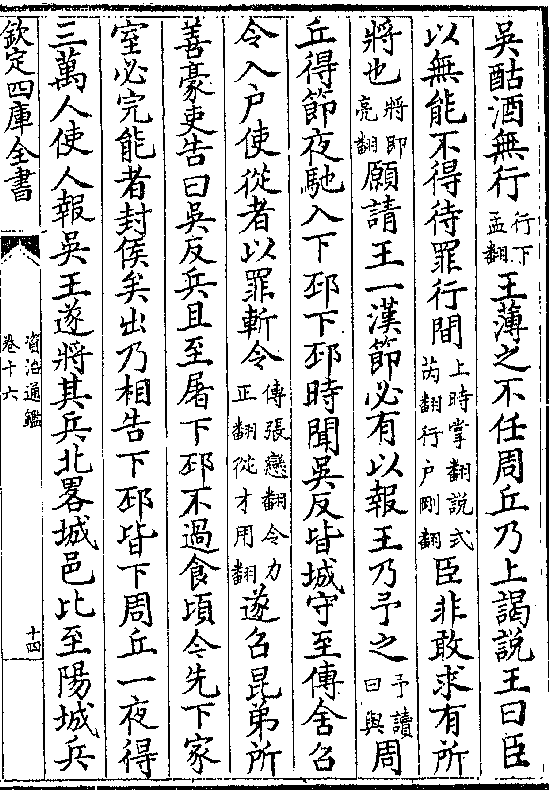 吳酤酒無行行下孟翻王薄之不任周丘乃上謁說王曰臣
以無能不得待罪行間上時掌翻說式芮翻行户剛翻臣非敢求有所
將也將即亮翻願請王一漢節必有以報王乃予之予讀曰與周
丘得節夜馳入下邳下邳時聞吳反皆城守至傳舍召
令入户使從者以罪斬令傳張戀翻令力正翻從才用翻遂召昆弟所
善豪吏告曰吳反兵且至屠下邳不過食頃今先下家
室必完能者封侯矣出乃相告下邳皆下周丘一夜得
三萬人使人報吳王遂將其兵北畧城邑比至陽城兵
欽定四庫全書
資治通鑑
卷十六
十四